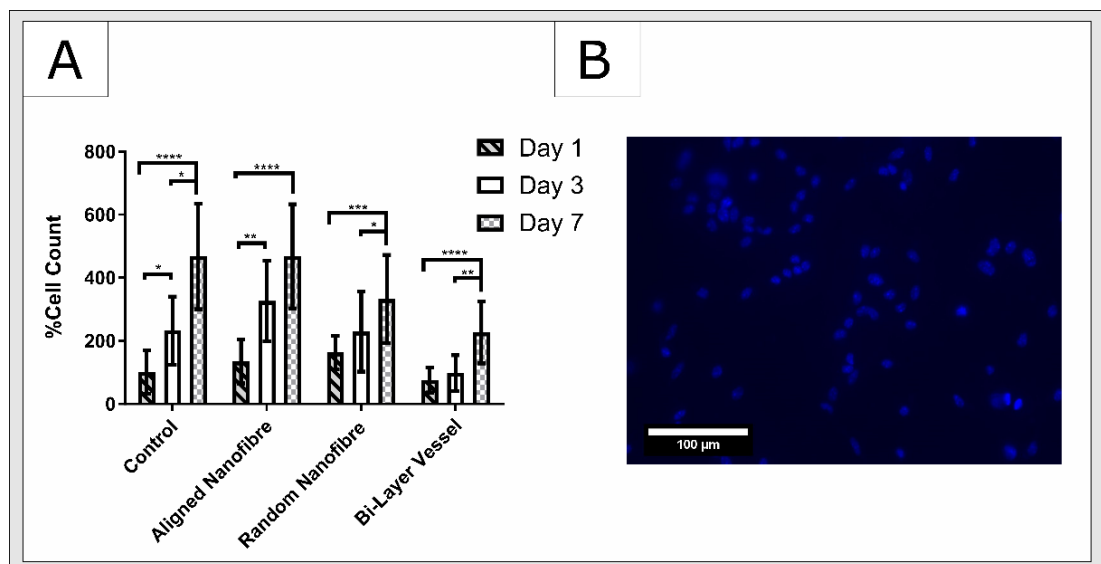 A
B
Day 1
Day 3
Day 7
800
600
400
200
0
%Cell Count
****
*
*
****
**
***
*
****
**
Control
Aligned Nanofibre
Random Nanofibre
Bi-Layer Vessel
100 µm